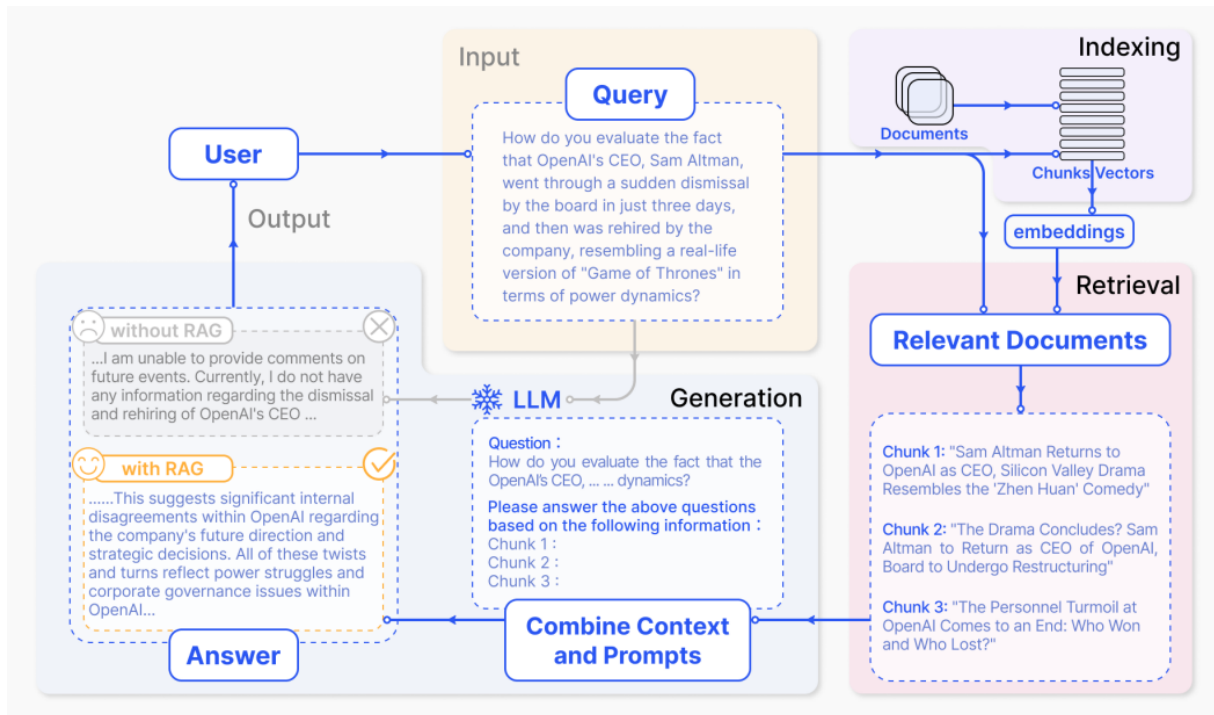 Input
Query
How do you evaluate the fact
that OpenAI's CEO, Sam Altman,
went through a sudden dismissal
by the board in just three days,
and then was rehired by the
company, resembling a real-life
version of "Game of Thrones" in
terms of power dynamics?
Indexing
Documents
Chunks Vectors
embeddings
User
Output
Retrieval
Relevant Documents
Chunk 1: "Sam Altman Returns to
OpenAI as CEO, Silicon Valley Drama
Resembles the 'Zhen Huan' Comedy"
Chunk 2: "The Drama Concludes? Sam
Altman to Return as CEO of OpenAI,
Board to Undergo Restructuring"
Chunk 3: "The Personnel Turmoil at
OpenAI Comes to an End: Who Won
and Who Lost?"
Generation
LLM
Question :
How do you evaluate the fact that the
OpenAI's CEO, ... ... dynamics?
Please answer the above questions
based on the following information :
Chunk 1 :
Chunk 2 :
Chunk 3 :
Combine Context
and Prompts
without RAG
...I am unable to provide comments on
future events. Currently, I do not have
any information regarding the dismissal
and rehiring of OpenAI's CEO ...
with RAG
......This suggests significant internal
disagreements within OpenAI regarding
the company's future direction and
strategic decisions. All of these twists
and turns reflect power struggles and
corporate governance issues within
OpenAI...
Answer